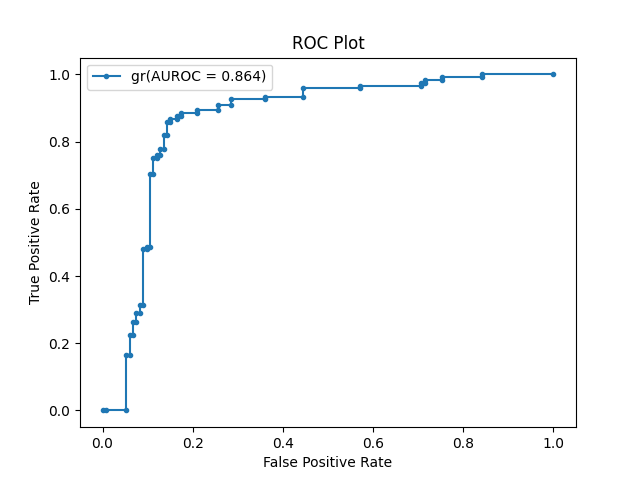 ROC Plot
gr(AUROC = 0.864)
1.0
0.8
0.6
0.4
0.2
0.0
True Positive Rate
0.0 0.2 0.4 0.6 0.8 1.0
False Positive Rate